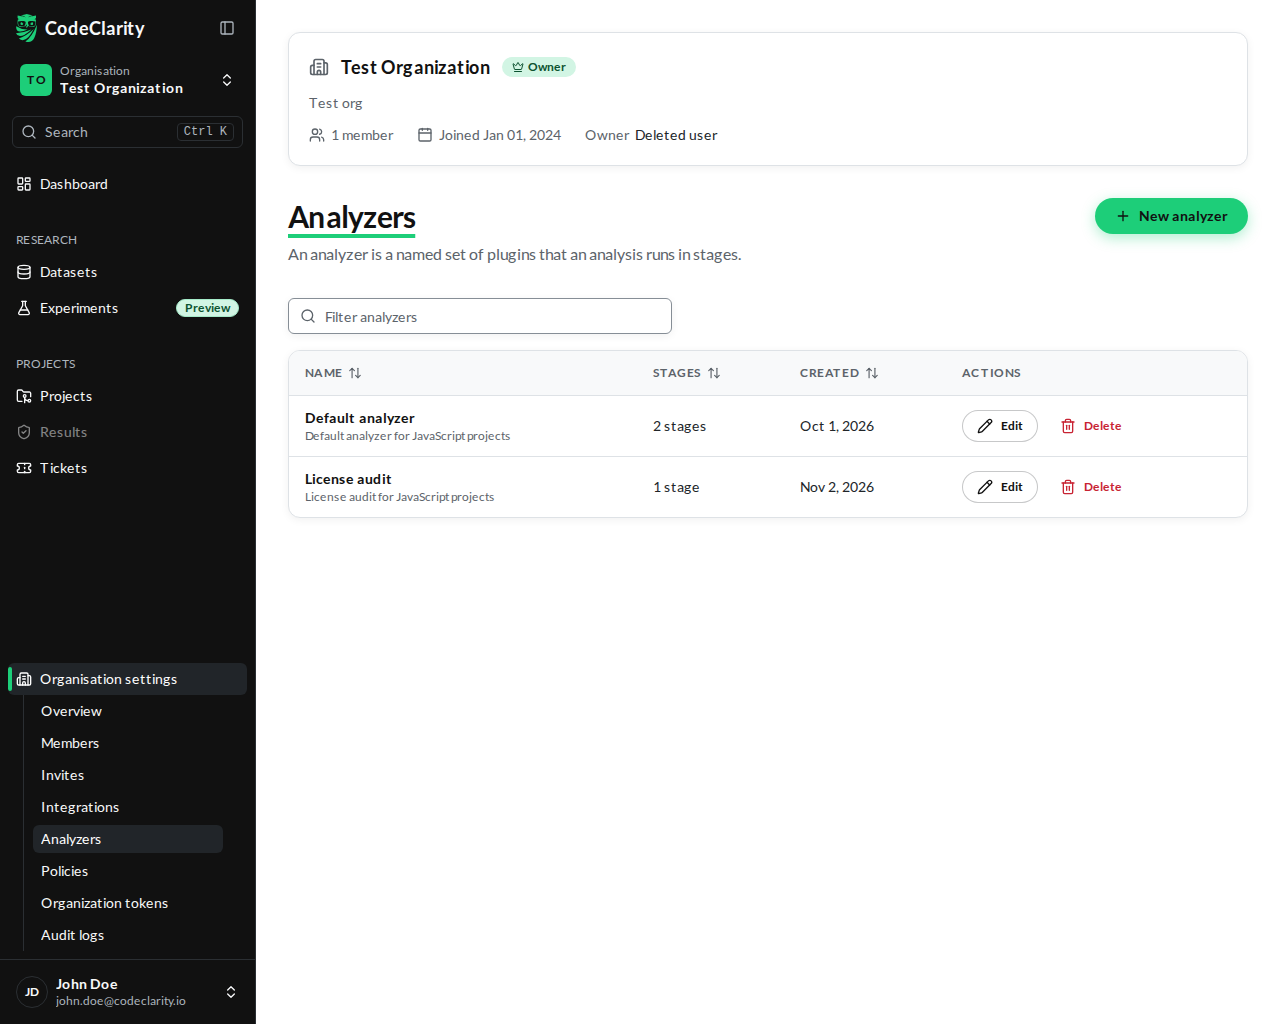 CodeClarity
TO
Organisation
Test Organization
Search
Ctrl K
Dashboard
RESEARCH
Datasets
Experiments
Preview
PROJECTS
Projects
Results
Tickets
Organisation settings
Overview
Members
Invites
Integrations
Analyzers
Policies
Organization tokens
Audit logs
JD
John Doe
john.doe@codeclarity.io
Test Organization
Owner
Test org
1 member
Joined Jan 01, 2024
Owner Deleted user
Analyzers
New analyzer
An analyzer is a named set of plugins that an analysis runs in stages.
Filter analyzers
NAME STAGES CREATED ACTIONS
Default analyzer
Default analyzer for JavaScript projects
2 stages
Oct 1, 2026
Edit
Delete
License audit
License audit for JavaScript projects
1 stage
Nov 2, 2026
Edit
Delete